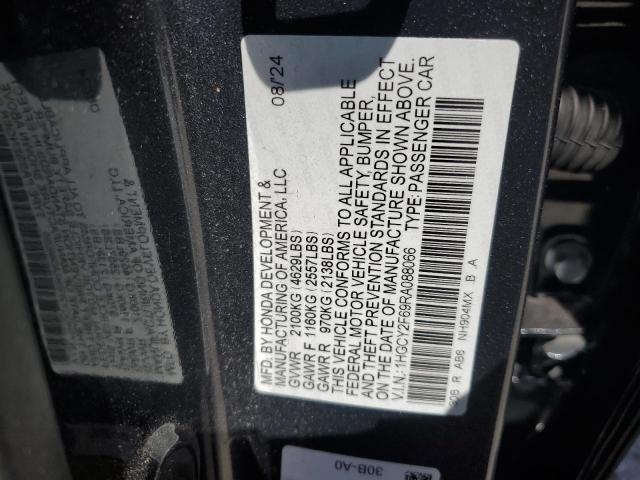 MFD. BY HONDA DEVELOPMENT &
MANUFACTURING OF AMERICA, LLC 08/24
GVWR 2100KG(4629LBS)
GAWR F 1160KG(2557LBS)
GAWR R 970KG(2138LBS)
THIS VEHICLE CONFORMS TO ALL APPLICABLE
FEDERAL MOTOR VEHICLE SAFETY, BUMPER,
AND THEFT PREVENTION STANDARDS IN EFFECT
ON THE DATE OF MANUFACTURE SHOWN ABOVE.
V.I.N.:1HGCY2F69RA088066 TYPE:PASSENGER CAR
30B R AB6 NH904MX B A
30B-A0